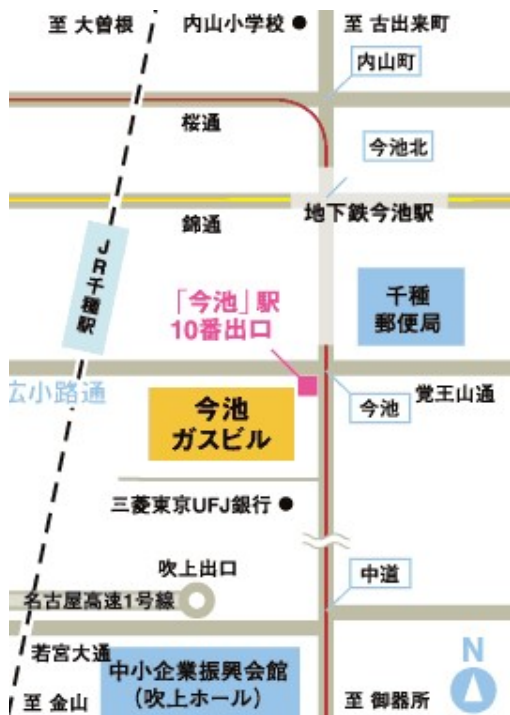 至 大曽根
内山小学校
至 古出来町
内山町
桜通
今池北
錦通
地下鉄今池駅
JR千種駅
「今池」駅
10番出口
千種
郵便局
広小路通
今池
ガスビル
今池
覚王山通
三菱東京UFJ銀行
吹上出口
中道
名古屋高速1号線
若宮大通
中小企業振興会館
(吹上ホール)
至 金山
至 御器所
N